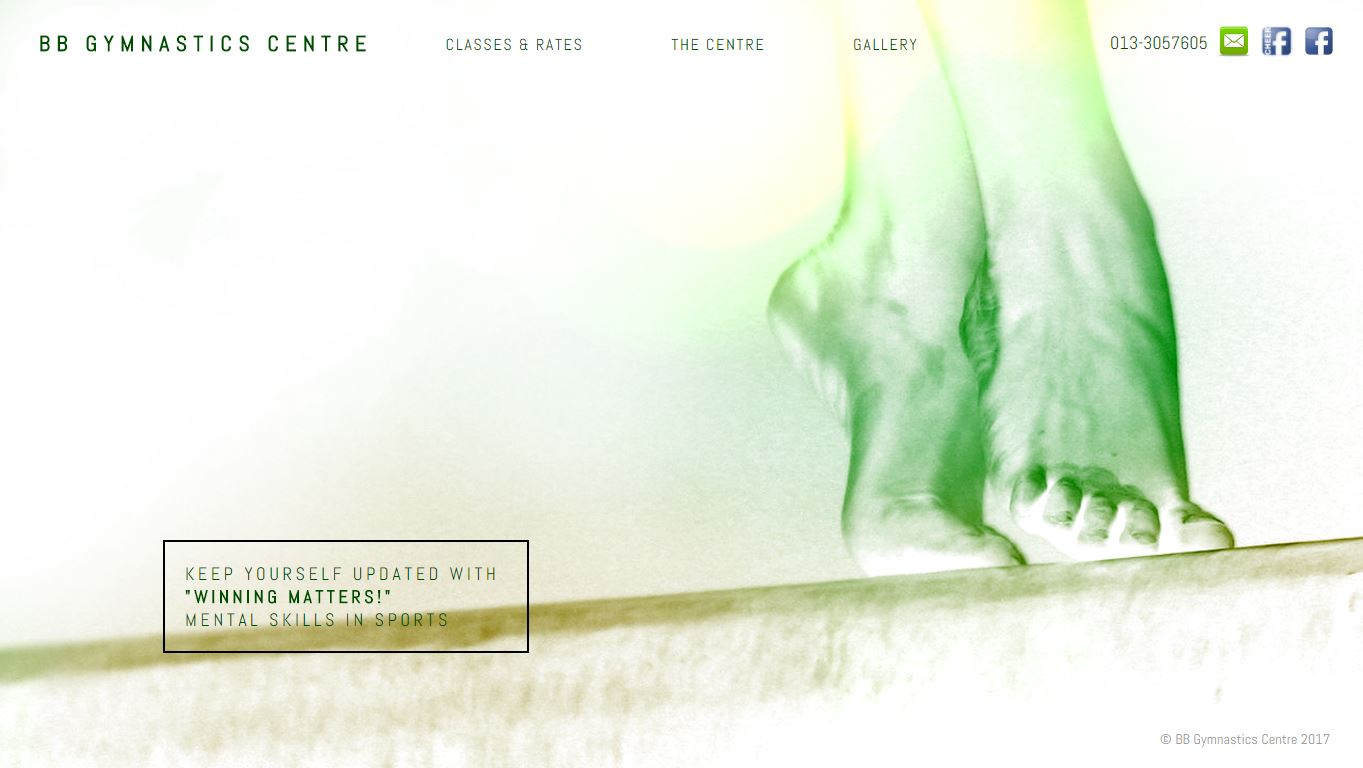 BB GYMNASTICS CENTRE
CLASSES & RATES
THE CENTRE
GALLERY
013-3057605
CHEER
KEEP YOURSELF UPDATED WITH
"WINNING MATTERS!"
MENTAL SKILLS IN SPORTS
© BB Gymnastics Centre 2017